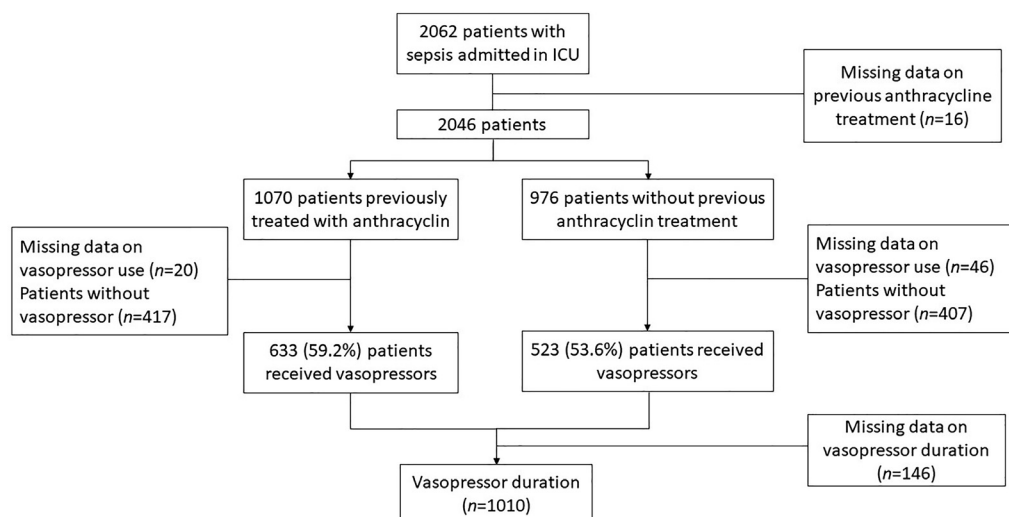 2062 patients with
sepsis admitted in ICU
Missing data on
previous anthracycline
treatment (n=16)
2046 patients
1070 patients previously
treated with anthracyclin
976 patients without previous
anthracyclin treatment
Missing data on
vasopressor use (n=20)
Patients without
vasopressor (n=417)
Missing data on
vasopressor use (n=46)
Patients without
vasopressor (n=407)
633 (59.2%) patients
received vasopressors
523 (53.6%) patients received
vasopressors
Missing data on
vasopressor duration
(n=146)
Vasopressor duration
(n=1010)